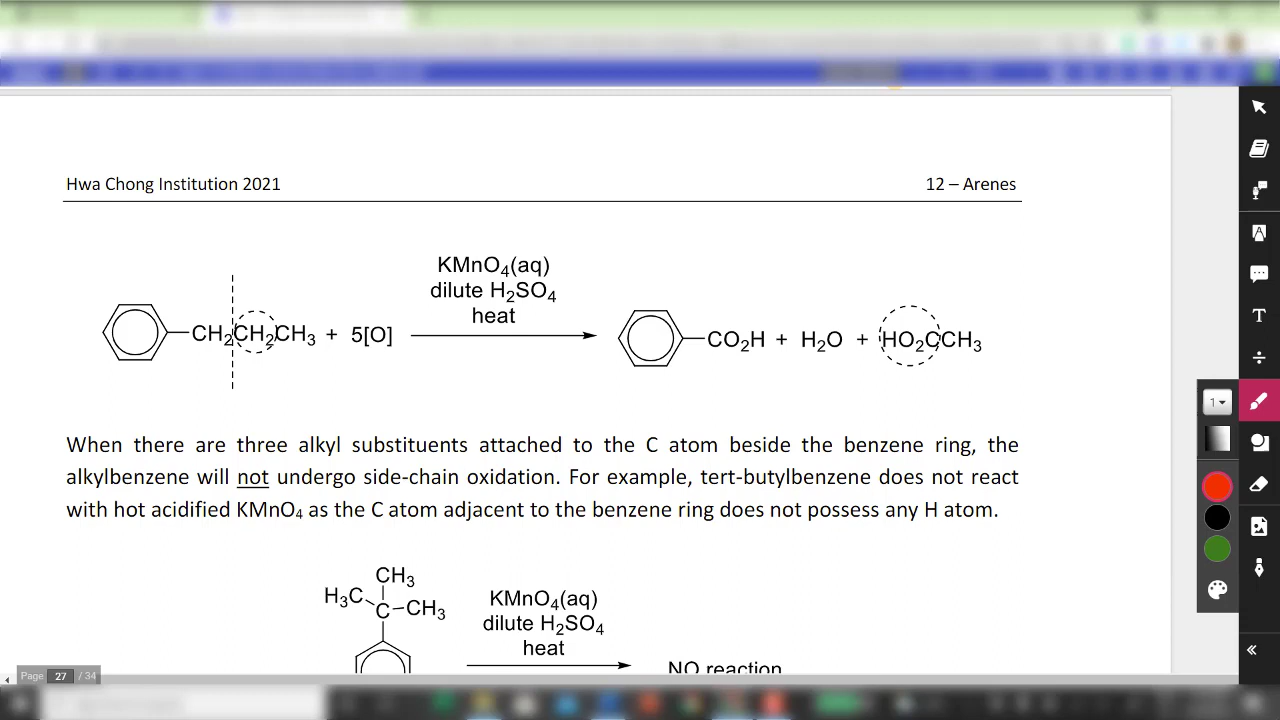 Hwa Chong Institution 2021 12 – Arenes
KMnO₄(aq)
dilute H₂SO₄
heat
CH₂CH₂CH₃ + 5[O] CO₂H + H₂O + HO₂CCH₃
When there are three alkyl substituents attached to the C atom beside the benzene ring, the
alkylbenzene will not undergo side-chain oxidation. For example, tert-butylbenzene does not react
with hot acidified KMnO₄ as the C atom adjacent to the benzene ring does not possess any H atom.
CH₃
H₃C
C
CH₃
KMnO₄(aq)
dilute H₂SO₄
heat
NO reaction
Page 27 / 34
1
T